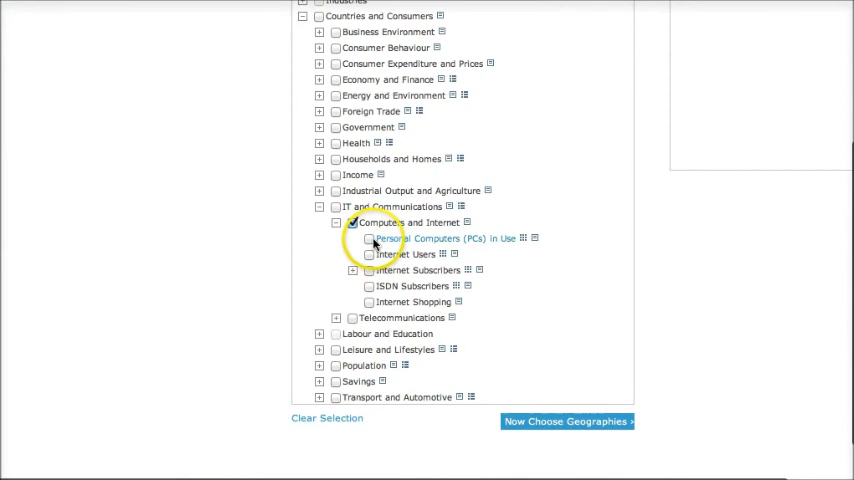 Industries
Countries and Consumers
Business Environment
Consumer Behaviour
Consumer Expenditure and Prices
Economy and Finance
Energy and Environment
Foreign Trade
Government
Health
Households and Homes
Income
Industrial Output and Agriculture
IT and Communications
Computers and Internet
Personal Computers (PCs) in Use
Internet Users
Internet Subscribers
ISDN Subscribers
Internet Shopping
Telecommunications
Labour and Education
Leisure and Lifestyles
Population
Savings
Transport and Automotive
Clear Selection
Now Choose Geographies >